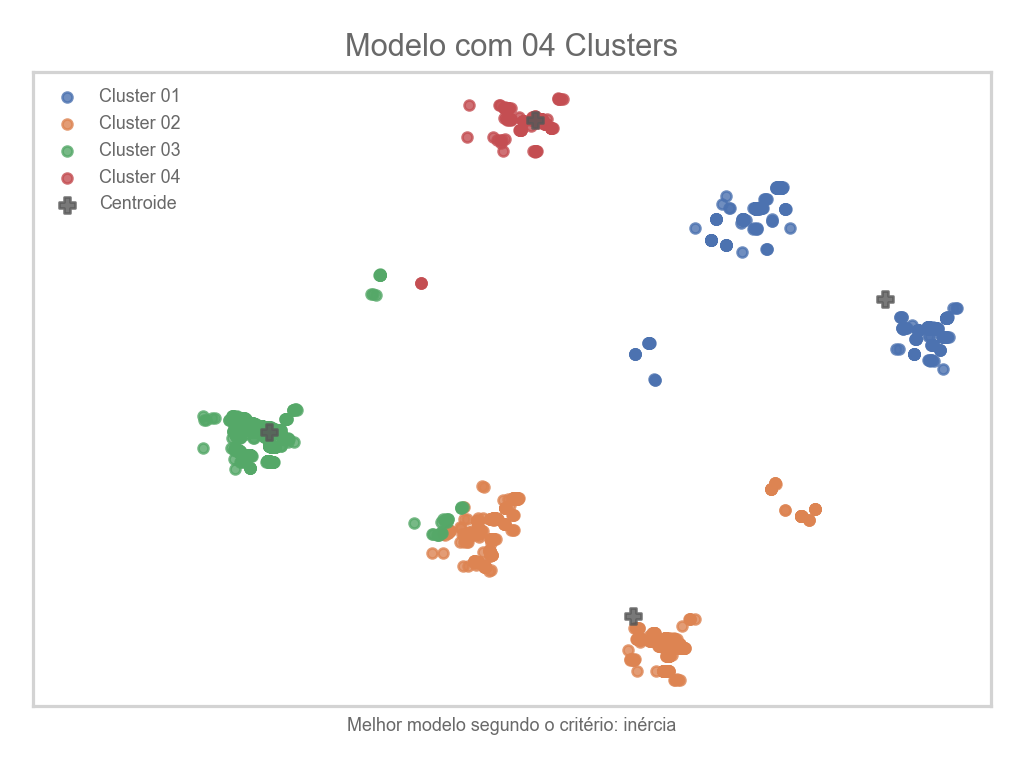 Modelo com 04 Clusters
Cluster 01
Cluster 02
Cluster 03
Cluster 04
Centroide
Melhor modelo segundo o critério: inércia